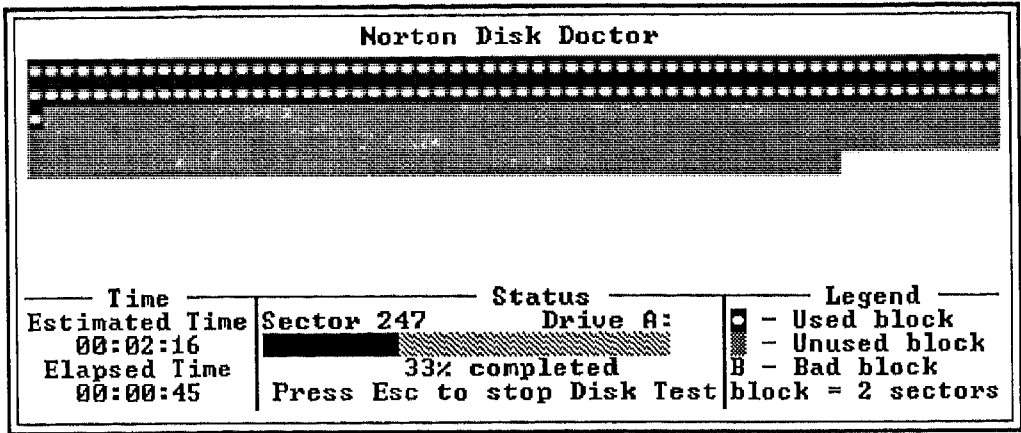 Norton Disk Doctor
Time
Estimated Time
00:02:16
Elapsed Time
00:00:45
Status
Sector 247 Drive A:
33% completed
Press Esc to stop Disk Test
Legend
- Used block
- Unused block
B - Bad block
block = 2 sectors